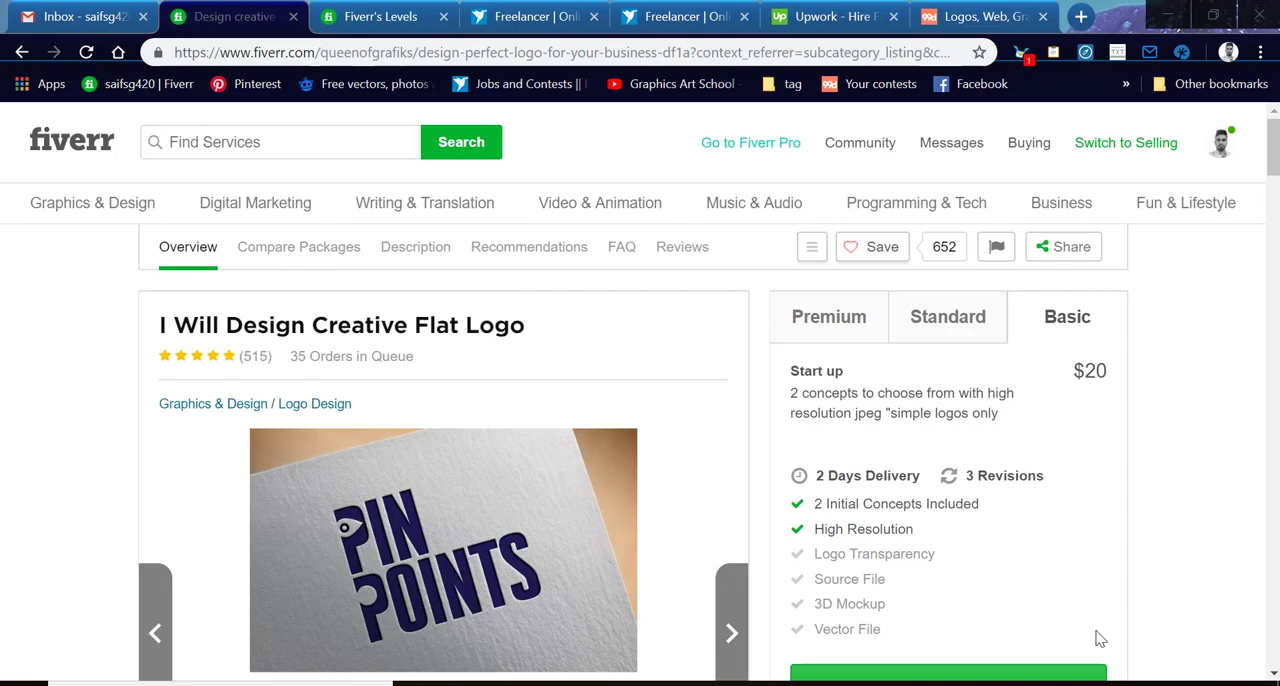 Inbox - saifsg42
Design creative
Fiverr's Levels
Freelancer | Onl
Freelancer | Onl
Upwork - Hire F
Logos, Web, Gra
https://www.fiverr.com/queenofgrafiks/design-perfect-logo-for-your-business-df1a?context_referrer=subcategory_listing&c...
1
TXT
Apps
saifsg420 | Fiverr
Pinterest
Free vectors, photos
Jobs and Contests ||
Graphics Art School -
tag
99d
Your contests
Facebook
»
Other bookmarks
fiverr
Find Services
Search
Go to Fiverr Pro
Community
Messages
Buying
Switch to Selling
Graphics & Design
Digital Marketing
Writing & Translation
Video & Animation
Music & Audio
Programming & Tech
Business
Fun & Lifestyle
Overview
Compare Packages
Description
Recommendations
FAQ
Reviews
Save
652
Share
I Will Design Creative Flat Logo
(515) 35 Orders in Queue
Graphics & Design / Logo Design
PIN
POINTS
Premium
Standard
Basic
Start up
$20
2 concepts to choose from with high
resolution jpeg "simple logos only
2 Days Delivery
3 Revisions
2 Initial Concepts Included
High Resolution
Logo Transparency
Source File
3D Mockup
Vector File